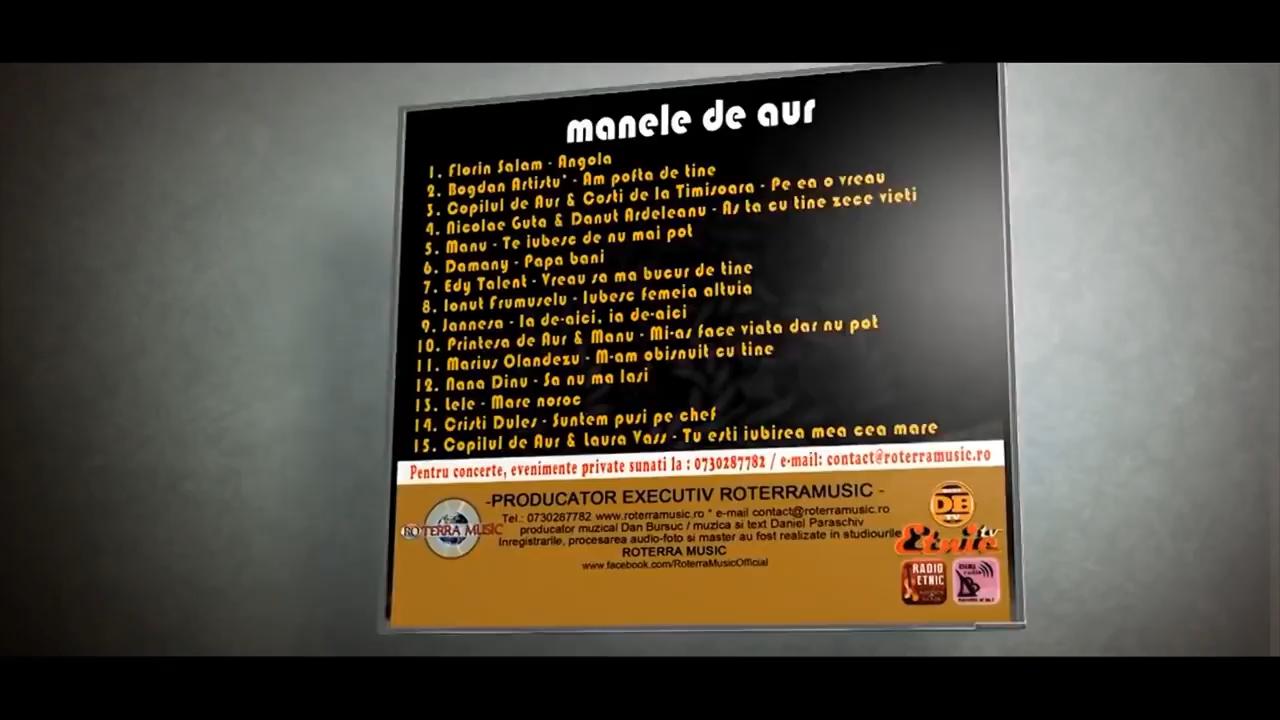 manele de aur
1. Florin Salam - Angola
2. Bogdan Artistu' - Am pofta de tine
3. Copilul de Aur & Costi de la Timisoara - Pe ea o vreau
4. Nicolae Guta & Danut Ardeleanu - As ta cu tine zece vieti
5. Manu - Te iubesc de nu mai pot
6. Damany - Papa bani
7. Edy Talent - Vreau sa ma bucur de tine
8. Ionut Frumuselu - Iubesc femeia altuia
9. Jannesa - Ia de-aici, ia de-aici
10. Printesa de Aur & Manu - Mi-as face viata dar nu pot
11. Marius Olandezu - M-am obisnuit cu tine
12. Nana Dinu - Sa nu ma lasi
13. Lele - Mare noroc
14. Cristi Dules - Suntem pusi pe chef
15. Copilul de Aur & Laura Vass - Tu esti iubirea mea cea mare
Pentru concerte, evenimente private sunati la : 0730287782 / e-mail: contact@roterramusic.ro
-PRODUCATOR EXECUTIV ROTERRAMUSIC -
Tel.: 0730287782 www.roterramusic.ro * e-mail contact@roterramusic.ro
producator muzical Dan Bursuc / muzica si text Daniel Paraschiv
Inregistrarile, procesarea audio-foto si master au fost realizate in studiourile
ROTERRA MUSIC
www.facebook.com/RoterraMusicOfficial
ROTERRA MUSIC
DB
TV
Etnic tv
RADIO
ETNIC